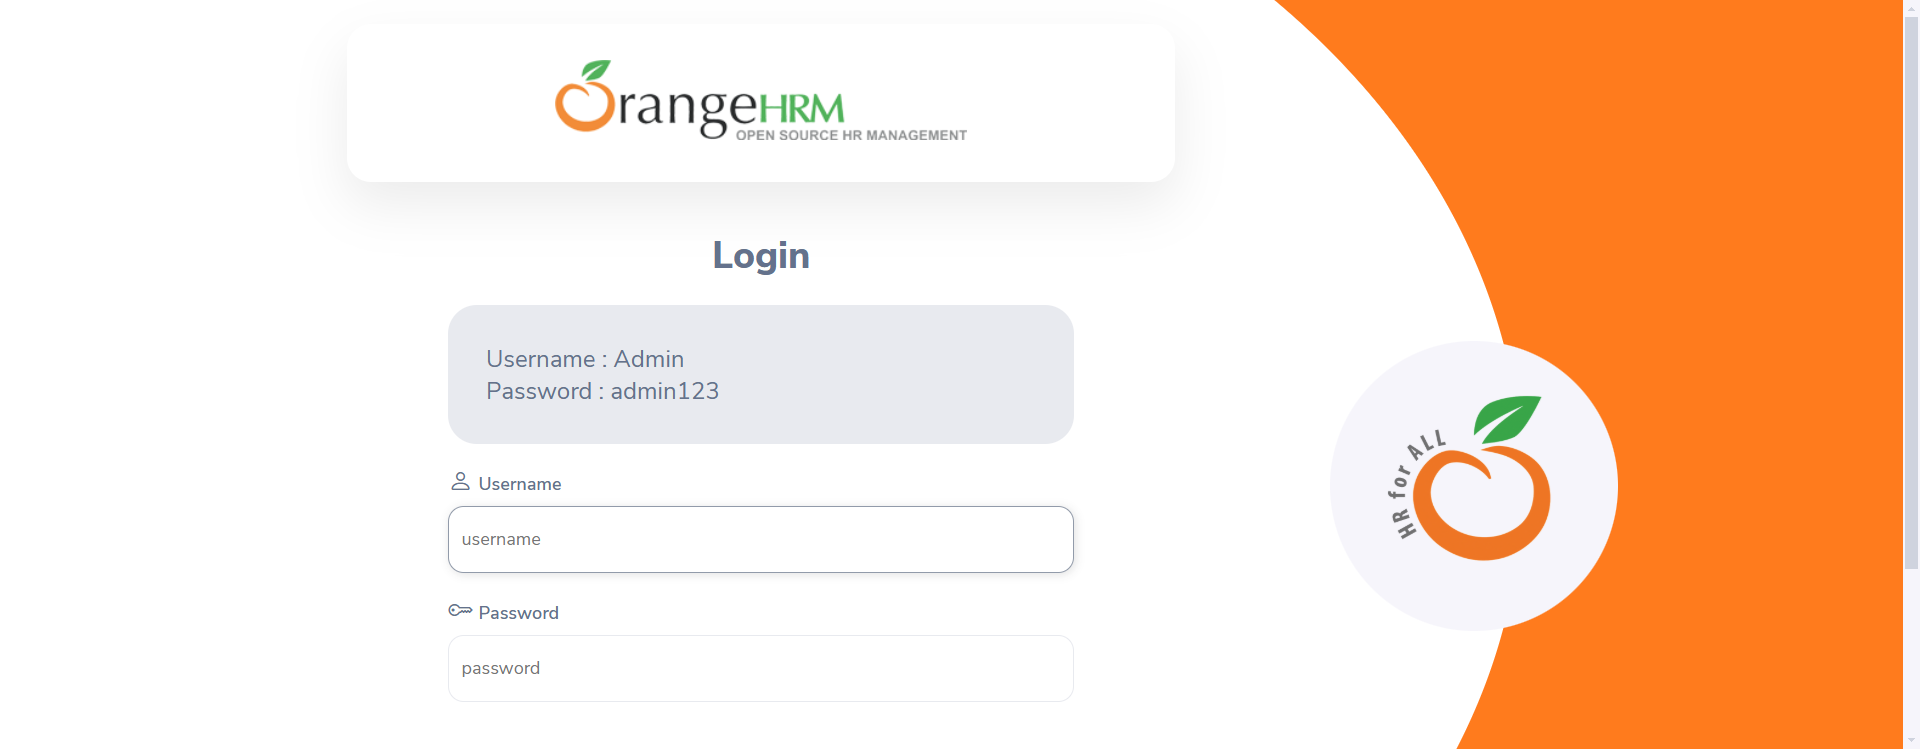 OrangeHRM
OPEN SOURCE HR MANAGEMENT
Login
Username : Admin
Password : admin123
Username
username
Password
password
HR for ALL